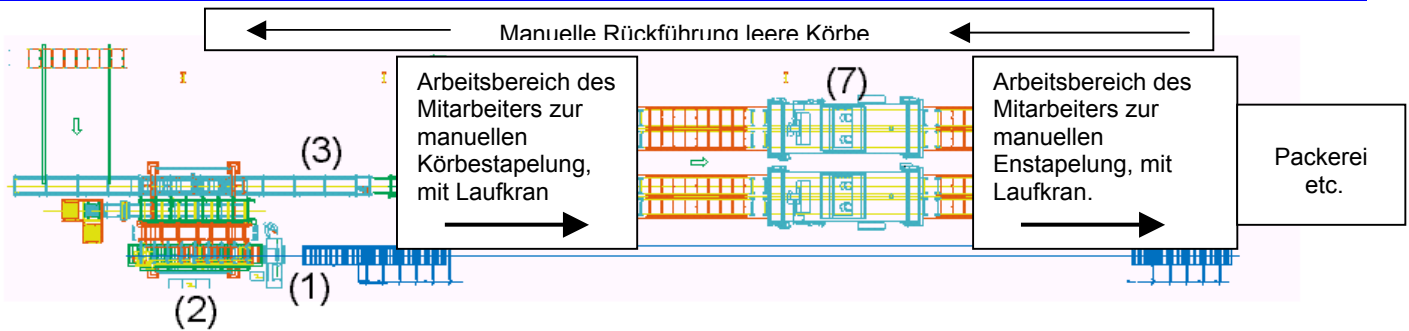 Manuelle Rückführung leere Körbe
Arbeitsbereich des
Mitarbeiters zur
manuellen
Körbestapelung,
mit Laufkran
(7)
Arbeitsbereich des
Mitarbeiters zur
manuellen
Enstapelung, mit
Laufkran.
Packerei
etc.
(3)
(1)
(2)